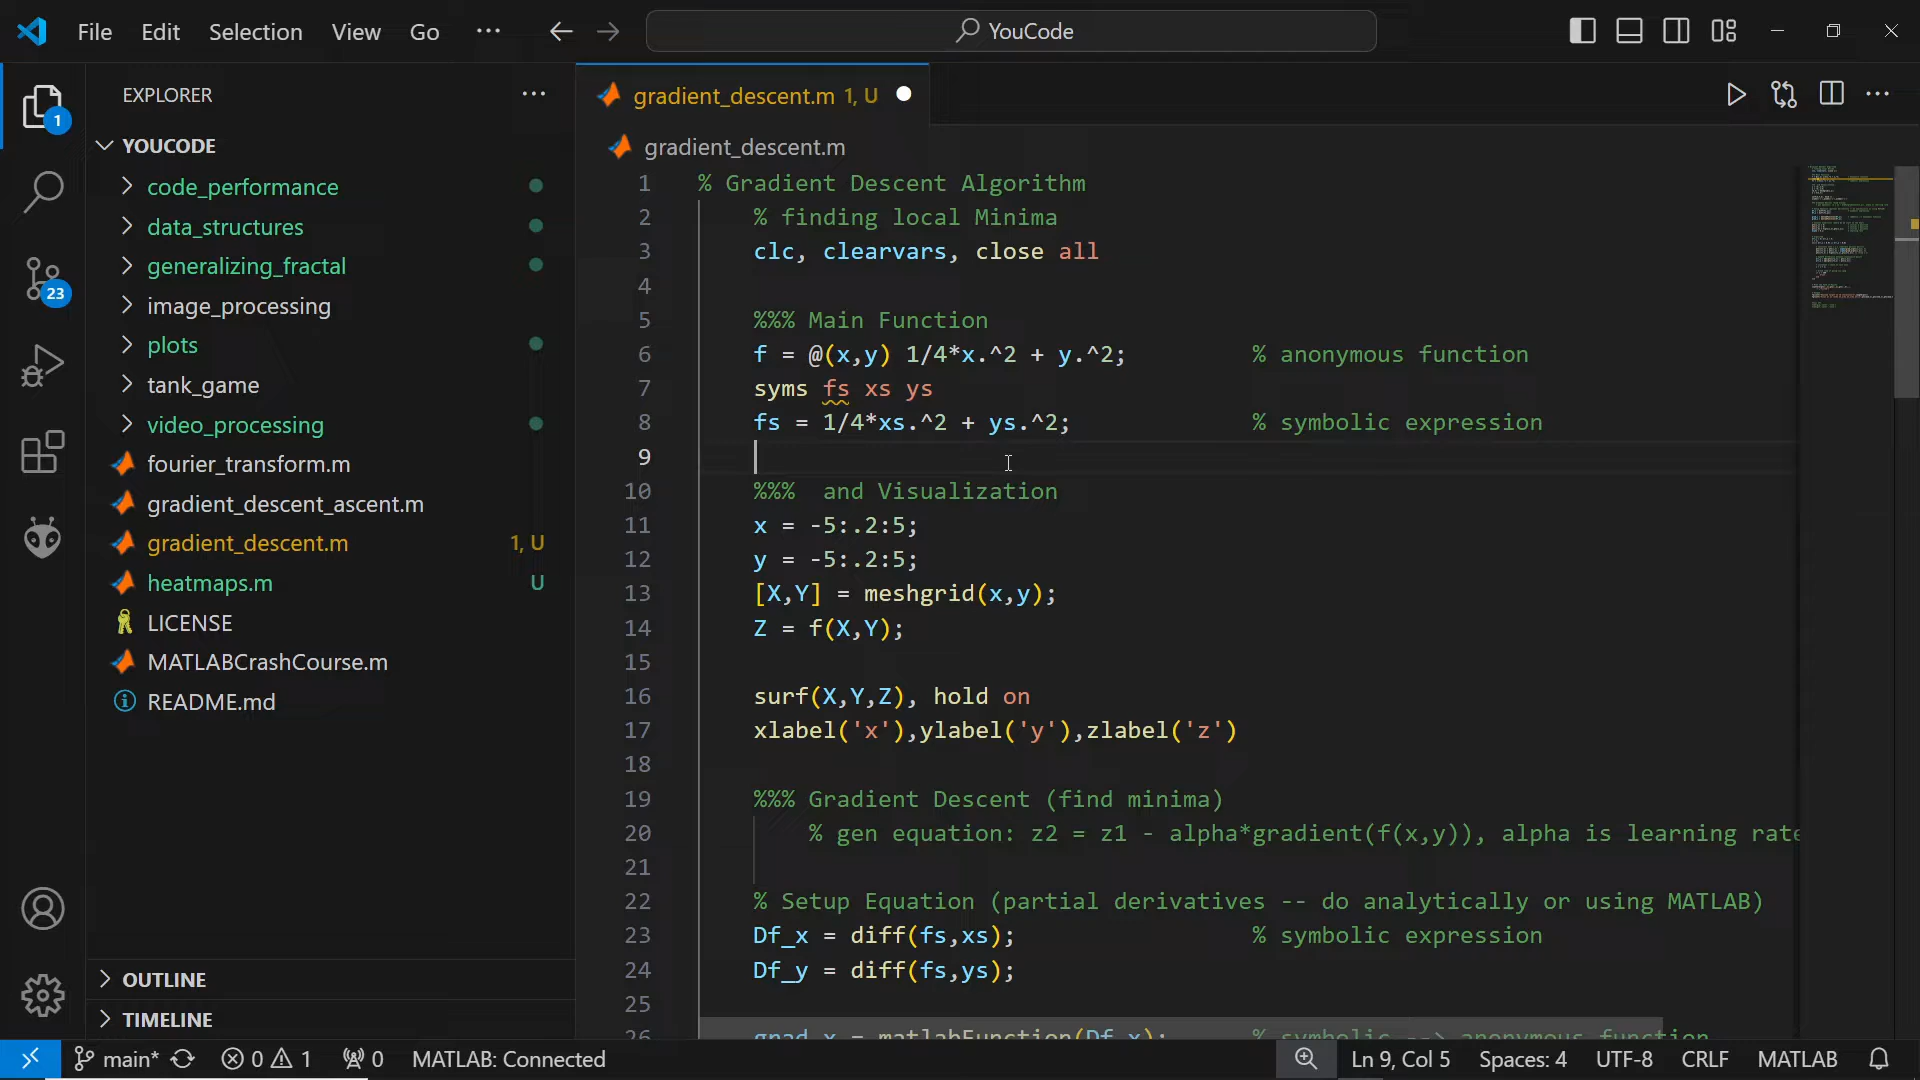 File Edit Selection View Go ··· YouCode
EXPLORER ···
YOUCODE
code_performance
data_structures
generalizing_fractal
image_processing
plots
tank_game
video_processing
fourier_transform.m
gradient_descent_ascent.m
gradient_descent.m 1, U
heatmaps.m U
LICENSE
MATLABCrashCourse.m
README.md
OUTLINE
TIMELINE
1
23
gradient_descent.m 1, U
gradient_descent.m
1 % Gradient Descent Algorithm
2 % finding local Minima
3 clc, clearvars, close all
4
5 %%% Main Function
6 f = @(x,y) 1/4*x.^2 + y.^2; % anonymous function
7 syms fs xs ys
8 fs = 1/4*xs.^2 + ys.^2; % symbolic expression
9
10 %%%  and Visualization
11 x = -5:.2:5;
12 y = -5:.2:5;
13 [X,Y] = meshgrid(x,y);
14 Z = f(X,Y);
15
16 surf(X,Y,Z), hold on
17 xlabel('x'),ylabel('y'),zlabel('z')
18
19 %%% Gradient Descent (find minima)
20 % gen equation: z2 = z1 - alpha*gradient(f(x,y)), alpha is learning rate
21
22 % Setup Equation (partial derivatives -- do analytically or using MATLAB)
23 Df_x = diff(fs,xs); % symbolic expression
24 Df_y = diff(fs,ys);
25
26 grad_x = matlabFunction(Df_x); % symbolic --> anonymous function
main* 0 1 0 MATLAB: Connected Ln 9, Col 5 Spaces: 4 UTF-8 CRLF MATLAB